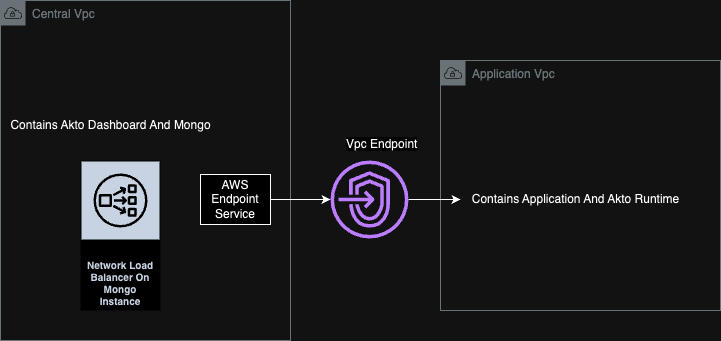 Central Vpc
Application Vpc
Contains Akto Dashboard And Mongo
Vpc Endpoint
AWS
Endpoint
Service
Contains Application And Akto Runtime
Network Load
Balancer On
Mongo
Instance